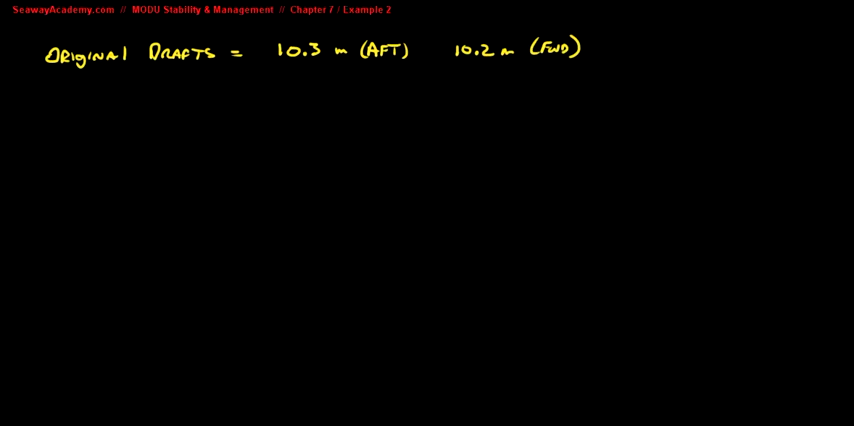 SeawayAcademy.com // MODU Stability & Management // Chapter 7 / Example 2
ORIGINAL DRAFTS = 10.3 m (AFT) 10.2 m (FWD)